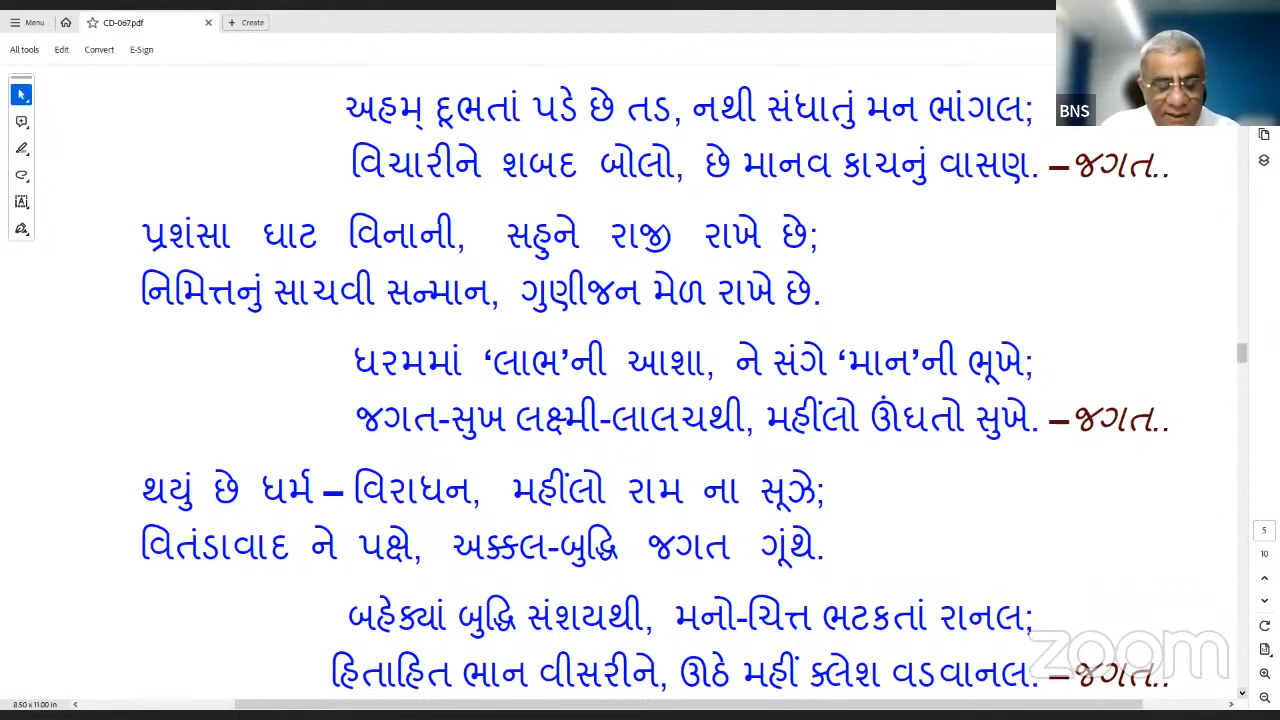 Menu
CD-067.pdf
Create
All tools
Edit
Convert
E-Sign
BNS
અહમ્ દૂભતાં પડે છે તડ, નથી સંધાતું મન ભાંગલ;
વિચારીને શબદ બોલો, છે માનવ કાચનું વાસણ. –જગત..
પ્રશંસા ઘાટ વિનાની, સહુને રાજી રાખે છે;
નિમિત્તનું સાચવી સન્માન, ગુણીજન મેળ રાખે છે.
ધરમમાં ‘લાભ’ની આશા, ને સંગે ‘માન’ની ભૂખે;
જગત-સુખ લક્ષ્મી-લાલચથી, મહીંલો ઊંઘતો સુખે. –જગત..
થયું છે ધર્મ – વિરાધન, મહીંલો રામ ના સૂઝે;
વિતંડાવાદ ને પક્ષે, અક્કલ-બુદ્ધિ જગત ગૂંથે.
બહેક્યાં બુદ્ધિ સંશયથી, મનો-ચિત્ત ભટકતાં રાનલ;
હિતાહિત ભાન વીસરીને, ઊઠે મહીં ક્લેશ વડવાનલ. –જગત..
zoom
5
10
8.50 x 11.00 in